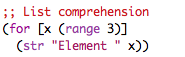 ;; List comprehension
(for [x (range 3)]
  (str "Element " x))